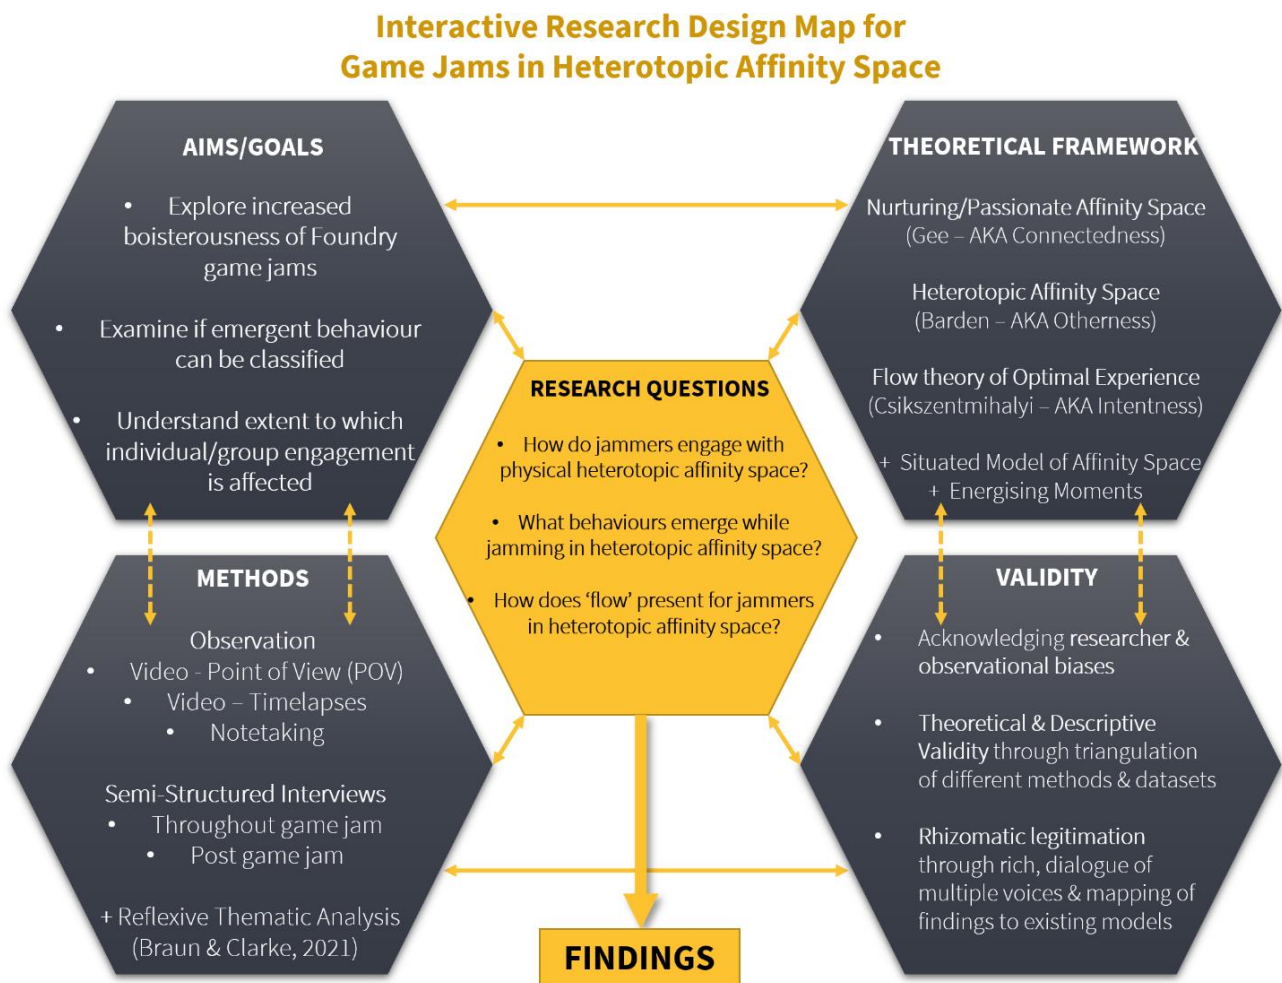 Interactive Research Design Map for
Game Jams in Heterotopic Affinity Space
AIMS/GOALS
• Explore increased
boisterousness of Foundry
game jams
• Examine if emergent behaviour
can be classified
• Understand extent to which
individual/group engagement
is affected
THEORETICAL FRAMEWORK
Nurturing/Passionate Affinity Space
(Gee – AKA Connectedness)
Heterotopic Affinity Space
(Barden – AKA Otherness)
Flow theory of Optimal Experience
(Csikszentmihalyi – AKA Intentness)
+ Situated Model of Affinity Space
+ Energising Moments
RESEARCH QUESTIONS
• How do jammers engage with
physical heterotopic affinity space?
• What behaviours emerge while
jamming in heterotopic affinity space?
• How does ‘flow’ present for jammers
in heterotopic affinity space?
METHODS
Observation
• Video - Point of View (POV)
• Video – Timelapses
• Notetaking
Semi-Structured Interviews
• Throughout game jam
• Post game jam
+ Reflexive Thematic Analysis
(Braun & Clarke, 2021)
VALIDITY
• Acknowledging researcher &
observational biases
• Theoretical & Descriptive
Validity through triangulation
of different methods & datasets
• Rhizomatic legitimation
through rich, dialogue of
multiple voices & mapping of
findings to existing models
FINDINGS